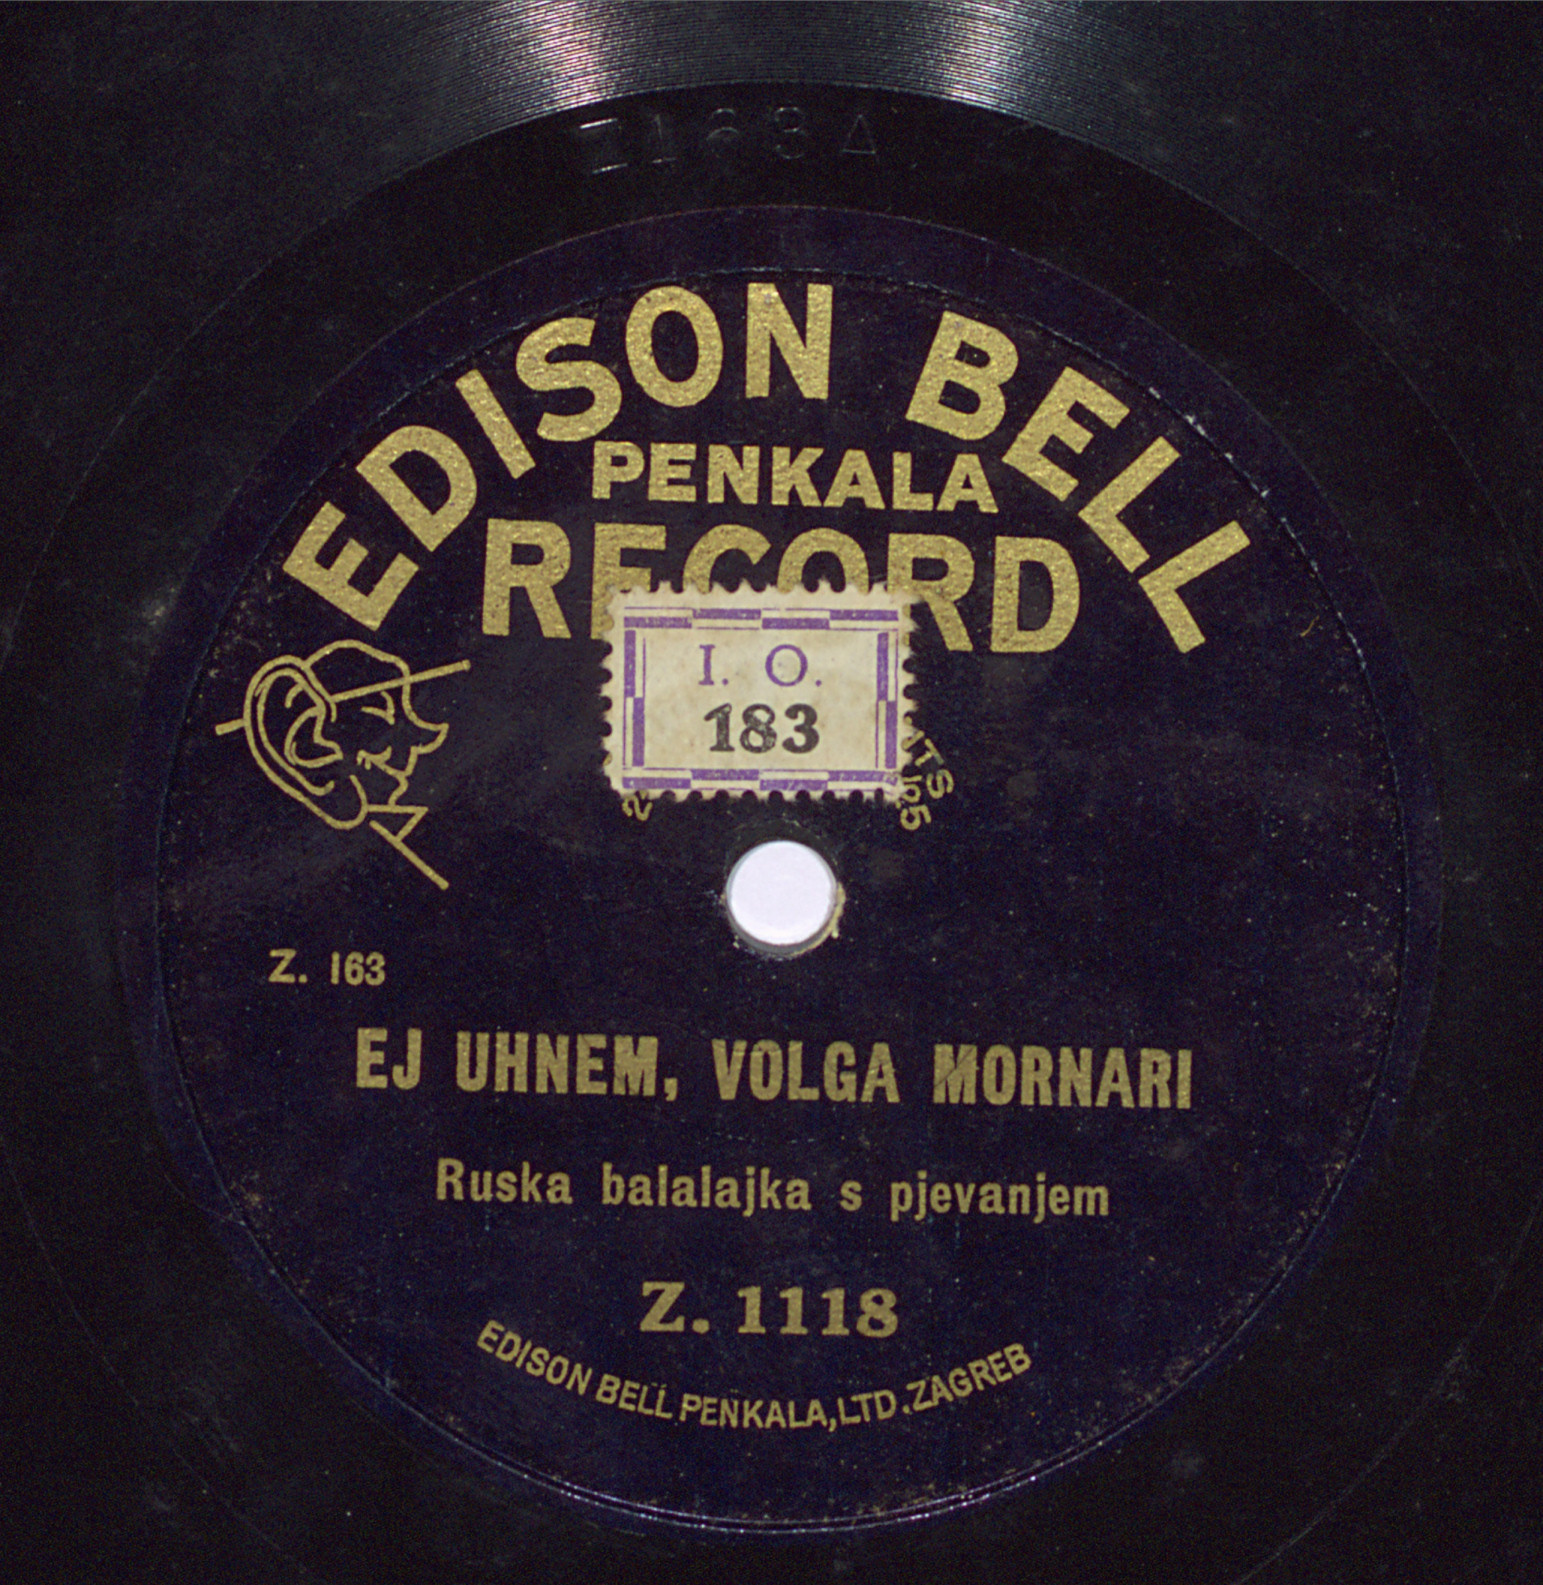 Z163A
EDISON BELL
PENKALA
RECORD
I. O.
183
Z. 163
EJ UHNEM, VOLGA MORNARI
Ruska balalajka s pjevanjem
Z. 1118
EDISON BELL PENKALA, LTD. ZAGREB